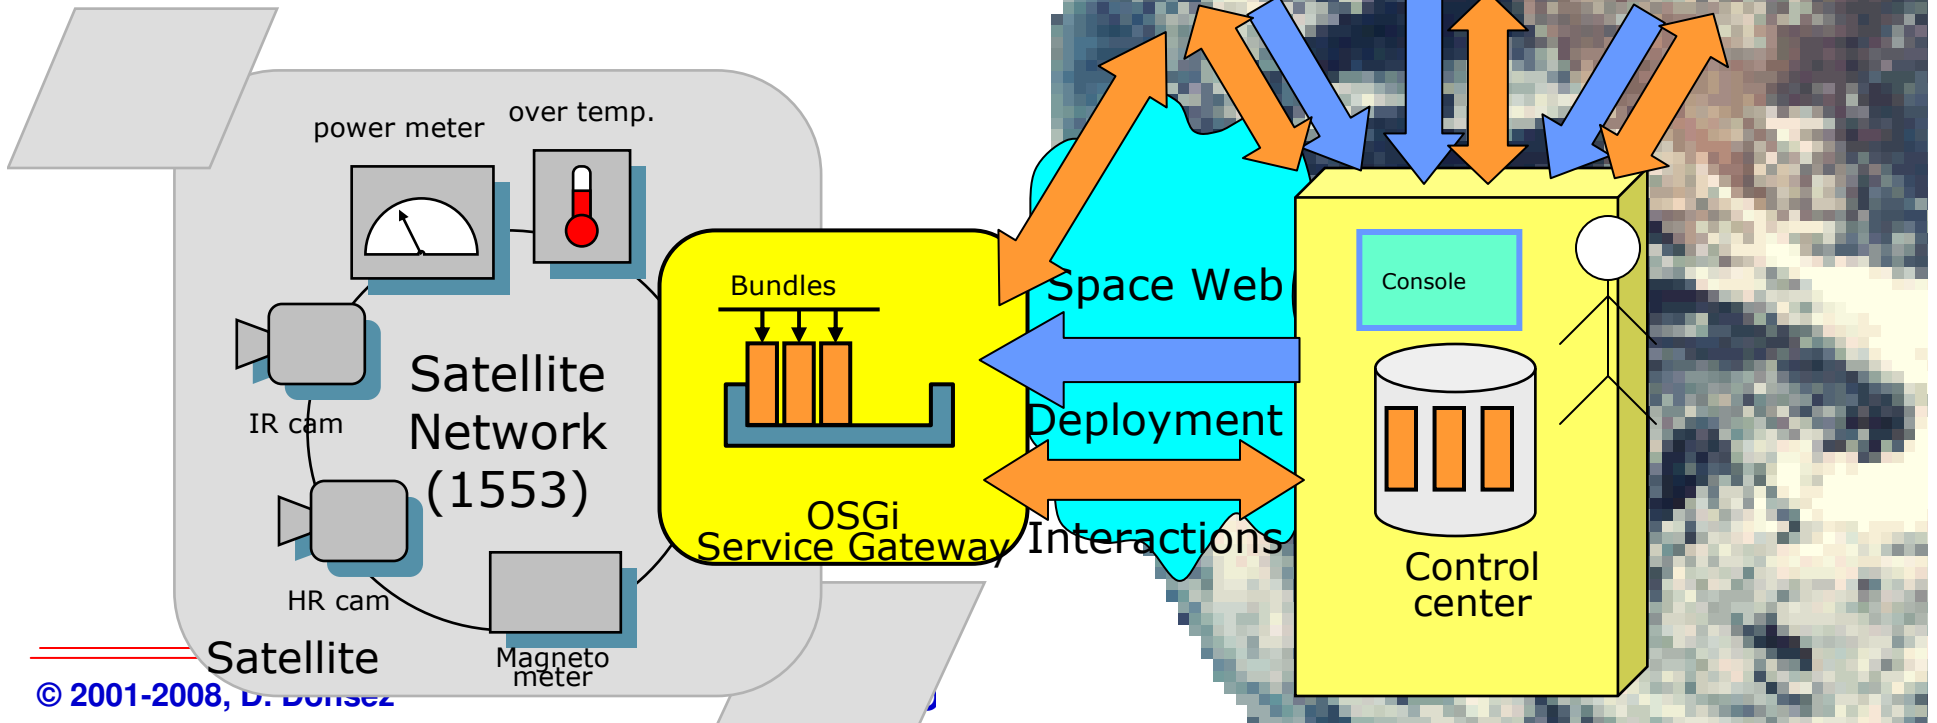 power meter
over temp.
Bundles
Space Web
Console
Satellite
Network
(1553)
IR cam
Deployment
OSGi
Service Gateway
Interactions
Control
center
HR cam
Satellite
Magneto
meter
© 2001-2008, D. Donsez